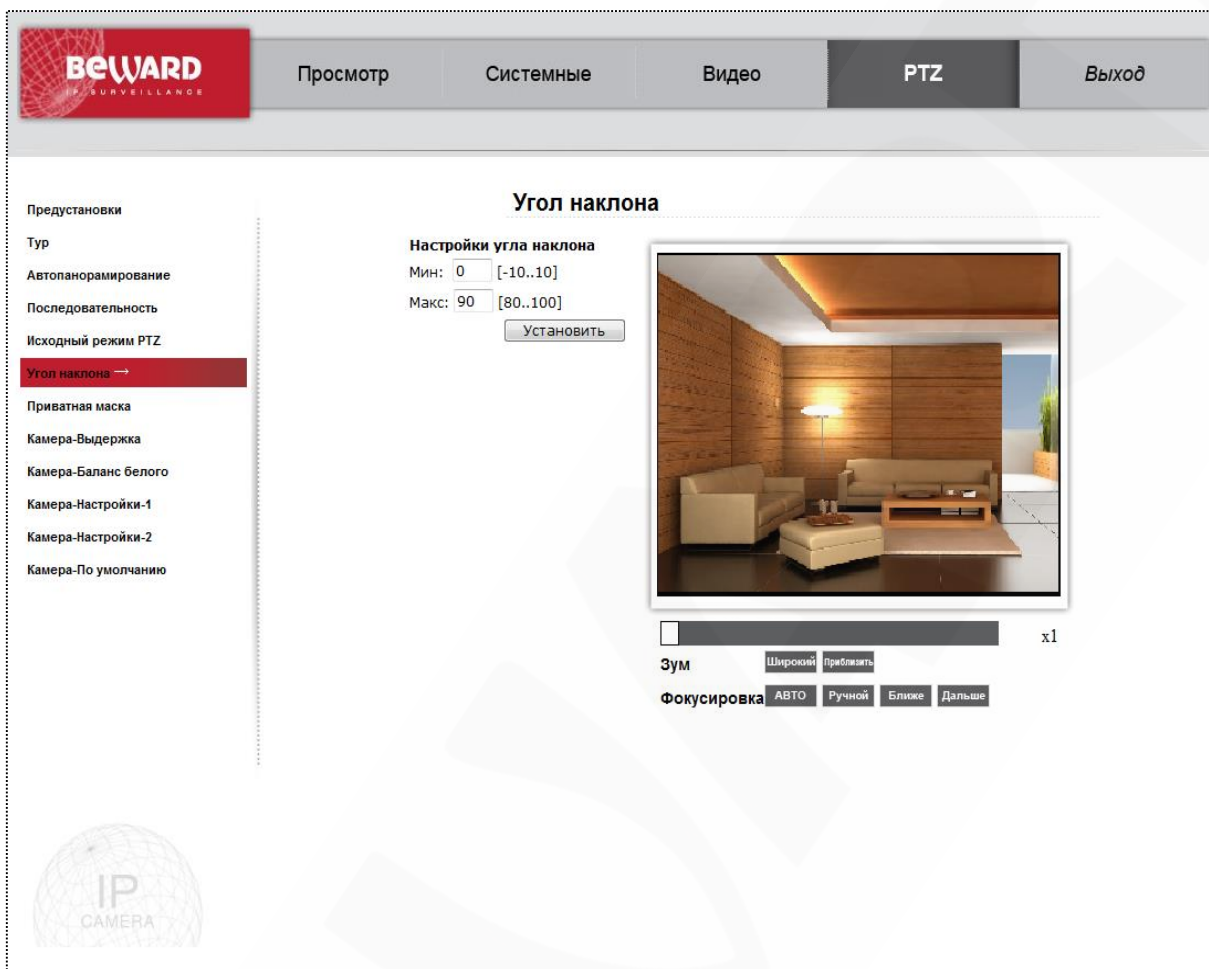 BEWARD
IP SURVEILLANCE
Просмотр
Системные
Видео
PTZ
Выход
Предустановки
Тур
Автопанорамирование
Последовательность
Исходный режим PTZ
Угол наклона →
Приватная маска
Камера-Выдержка
Камера-Баланс белого
Камера-Настройки-1
Камера-Настройки-2
Камера-По умолчанию
Угол наклона
Настройки угла наклона
Мин: 0 [-10..10]
Макс: 90 [80..100]
Установить
x1
Зум Широкий Приблизить
Фокусировка АВТО Ручной Ближе Дальше
IP
CAMERA